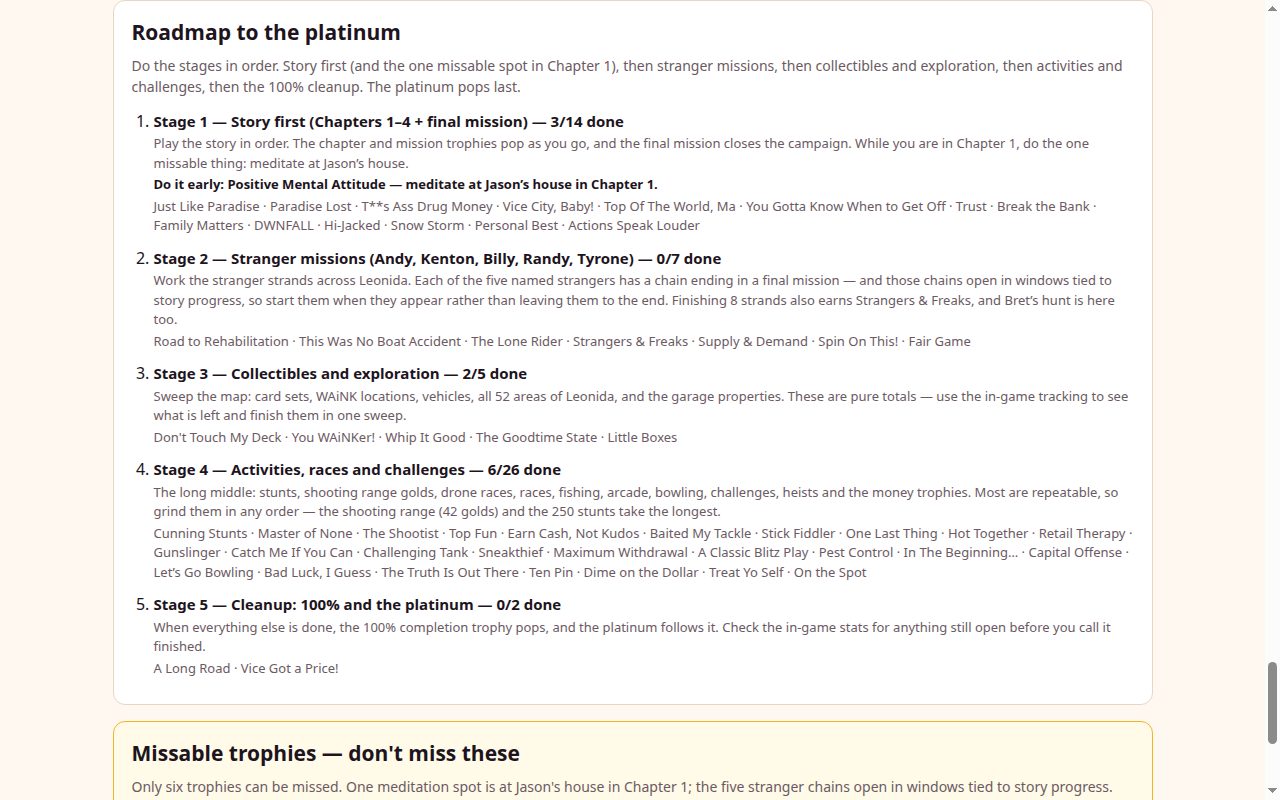 Roadmap to the platinum
Do the stages in order. Story first (and the one missable spot in Chapter 1), then stranger missions, then collectibles and exploration, then activities and
challenges, then the 100% cleanup. The platinum pops last.
1. Stage 1 — Story first (Chapters 1–4 + final mission) — 3/14 done
Play the story in order. The chapter and mission trophies pop as you go, and the final mission closes the campaign. While you are in Chapter 1, do the one
missable thing: meditate at Jason’s house.
Do it early: Positive Mental Attitude — meditate at Jason’s house in Chapter 1.
Just Like Paradise · Paradise Lost · T**s Ass Drug Money · Vice City, Baby! · Top Of The World, Ma · You Gotta Know When to Get Off · Trust · Break the Bank ·
Family Matters · DWNFALL · Hi-Jacked · Snow Storm · Personal Best · Actions Speak Louder
2. Stage 2 — Stranger missions (Andy, Kenton, Billy, Randy, Tyrone) — 0/7 done
Work the stranger strands across Leonida. Each of the five named strangers has a chain ending in a final mission — and those chains open in windows tied to
story progress, so start them when they appear rather than leaving them to the end. Finishing 8 strands also earns Strangers & Freaks, and Bret’s hunt is here
too.
Road to Rehabilitation · This Was No Boat Accident · The Lone Rider · Strangers & Freaks · Supply & Demand · Spin On This! · Fair Game
3. Stage 3 — Collectibles and exploration — 2/5 done
Sweep the map: card sets, WAiNK locations, vehicles, all 52 areas of Leonida, and the garage properties. These are pure totals — use the in-game tracking to see
what is left and finish them in one sweep.
Don't Touch My Deck · You WAiNKer! · Whip It Good · The Goodtime State · Little Boxes
4. Stage 4 — Activities, races and challenges — 6/26 done
The long middle: stunts, shooting range golds, drone races, races, fishing, arcade, bowling, challenges, heists and the money trophies. Most are repeatable, so
grind them in any order — the shooting range (42 golds) and the 250 stunts take the longest.
Cunning Stunts · Master of None · The Shootist · Top Fun · Earn Cash, Not Kudos · Baited My Tackle · Stick Fiddler · One Last Thing · Hot Together · Retail Therapy ·
Gunslinger · Catch Me If You Can · Challenging Tank · Sneakthief · Maximum Withdrawal · A Classic Blitz Play · Pest Control · In The Beginning... · Capital Offense ·
Let’s Go Bowling · Bad Luck, I Guess · The Truth Is Out There · Ten Pin · Dime on the Dollar · Treat Yo Self · On the Spot
5. Stage 5 — Cleanup: 100% and the platinum — 0/2 done
When everything else is done, the 100% completion trophy pops, and the platinum follows it. Check the in-game stats for anything still open before you call it
finished.
A Long Road · Vice Got a Price!
Missable trophies — don't miss these
Only six trophies can be missed. One meditation spot is at Jason's house in Chapter 1; the five stranger chains open in windows tied to story progress.